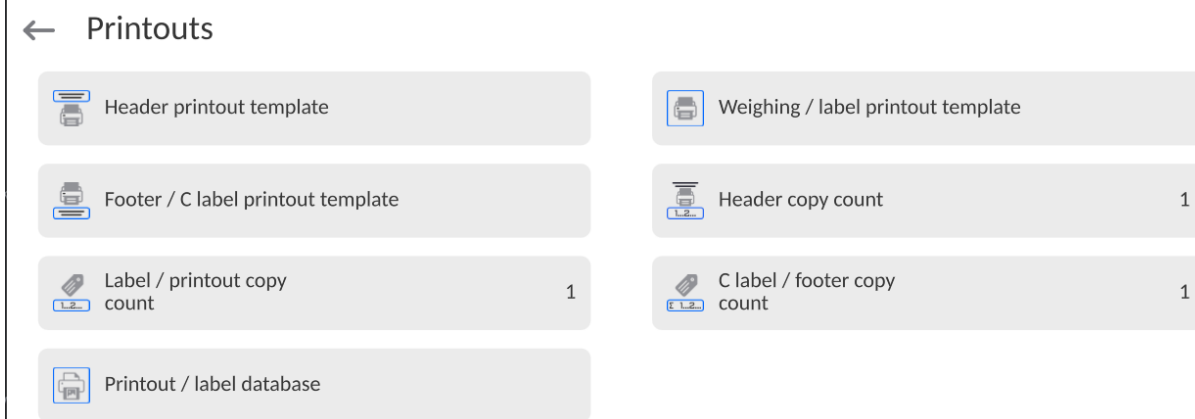 Printouts
Header printout template
Weighing / label printout template
Footer / C label printout template
Header copy count
1
Label / printout copy
count
1
C label / footer copy
count
1
Printout / label database